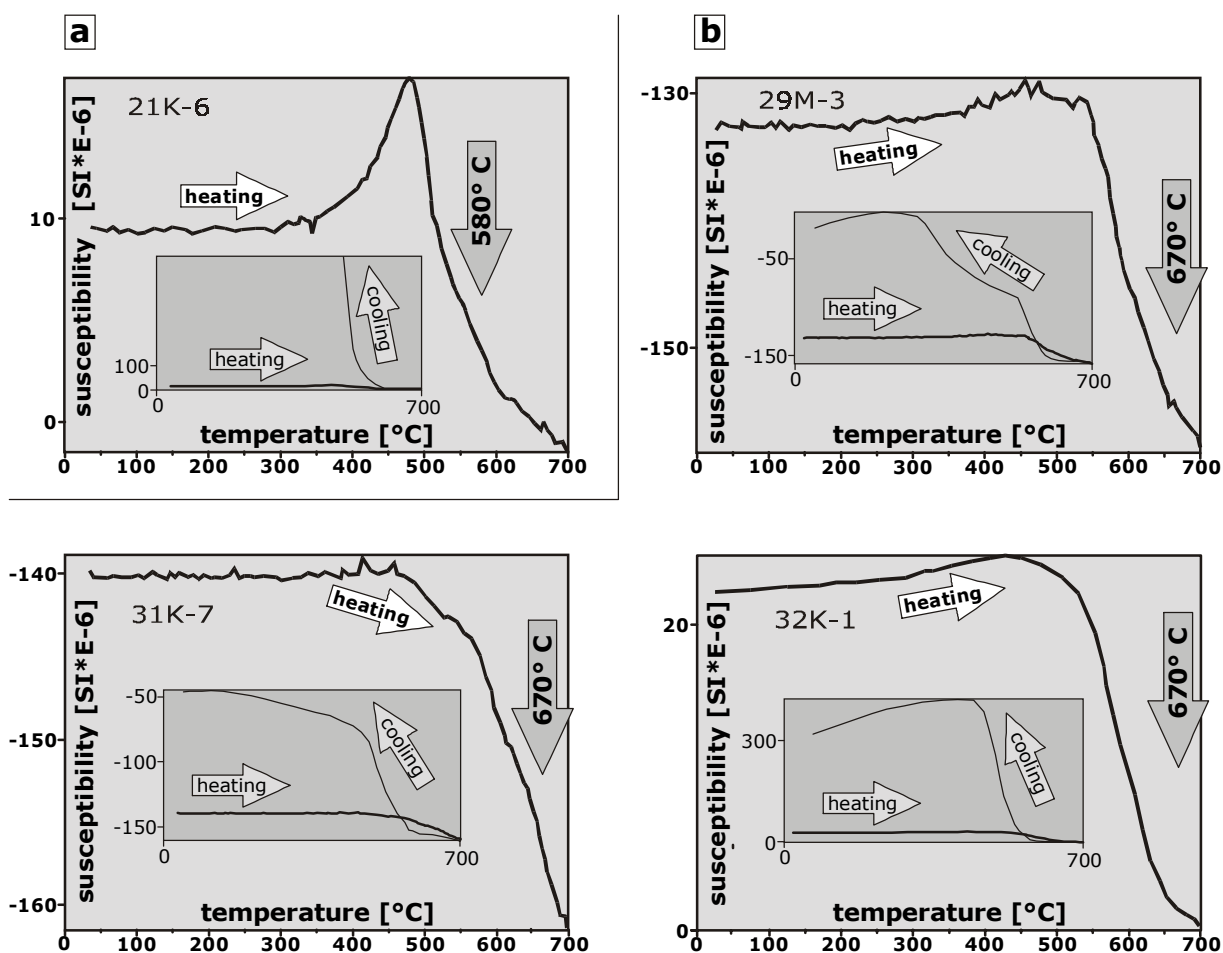 a
21K-6
susceptibility [SI*E-6]
10
0
heating
580° C
100
0
heating
cooling
0
700
temperature [°C]
0 100 200 300 400 500 600 700
b
29M-3
susceptibility [SI*E-6]
-130
-150
heating
670° C
-50
-150
heating
cooling
0
700
temperature [°C]
0 100 200 300 400 500 600 700
31K-7
susceptibility [SI*E-6]
-140
-150
-160
heating
670° C
-50
-100
-150
heating
cooling
0
700
temperature [°C]
0 100 200 300 400 500 600 700
32K-1
susceptibility [SI*E-6]
20
0
heating
670° C
300
0
heating
cooling
0
700
temperature [°C]
0 100 200 300 400 500 600 700